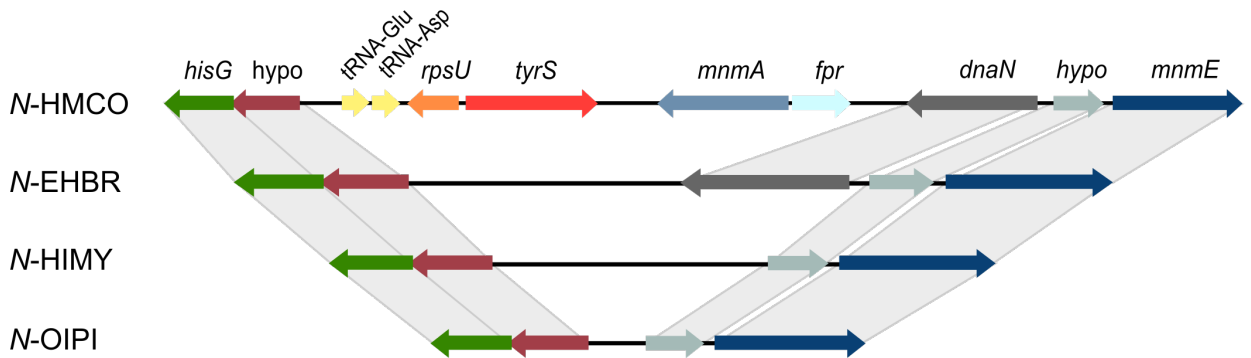 tRNA-Glu
tRNA-Asp
hisG hypo rpsU tyrS mnmA fpr dnaN hypo mnmE
N-HMCO
N-EHBR
N-HIMY
N-OIPI